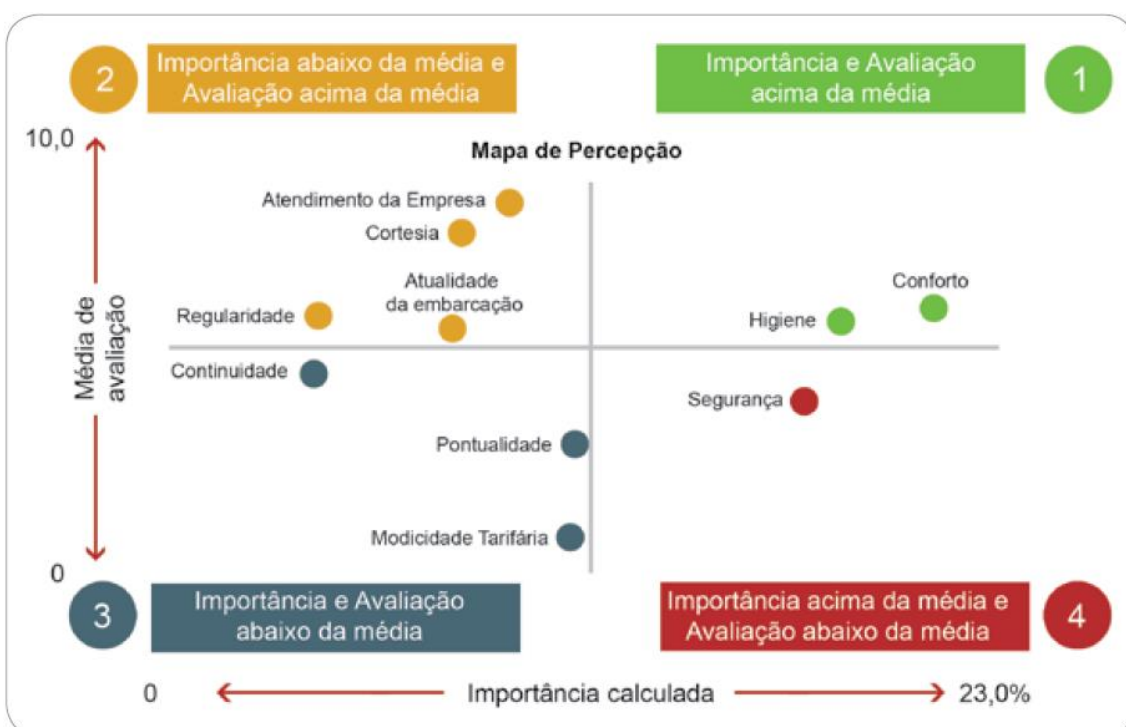 2
Importância abaixo da média e
Avaliação acima da média
Importância e Avaliação
acima da média
1
10,0
Mapa de Percepção
Atendimento da Empresa
Cortesia
Atualidade
da embarcação
Conforto
Regularidade
Higiene
Média de
avaliação
Continuidade
Segurança
Pontualidade
Modicidade Tarifária
0
3
Importância e Avaliação
abaixo da média
Importância acima da média e
Avaliação abaixo da média
4
0
Importância calculada
23,0%